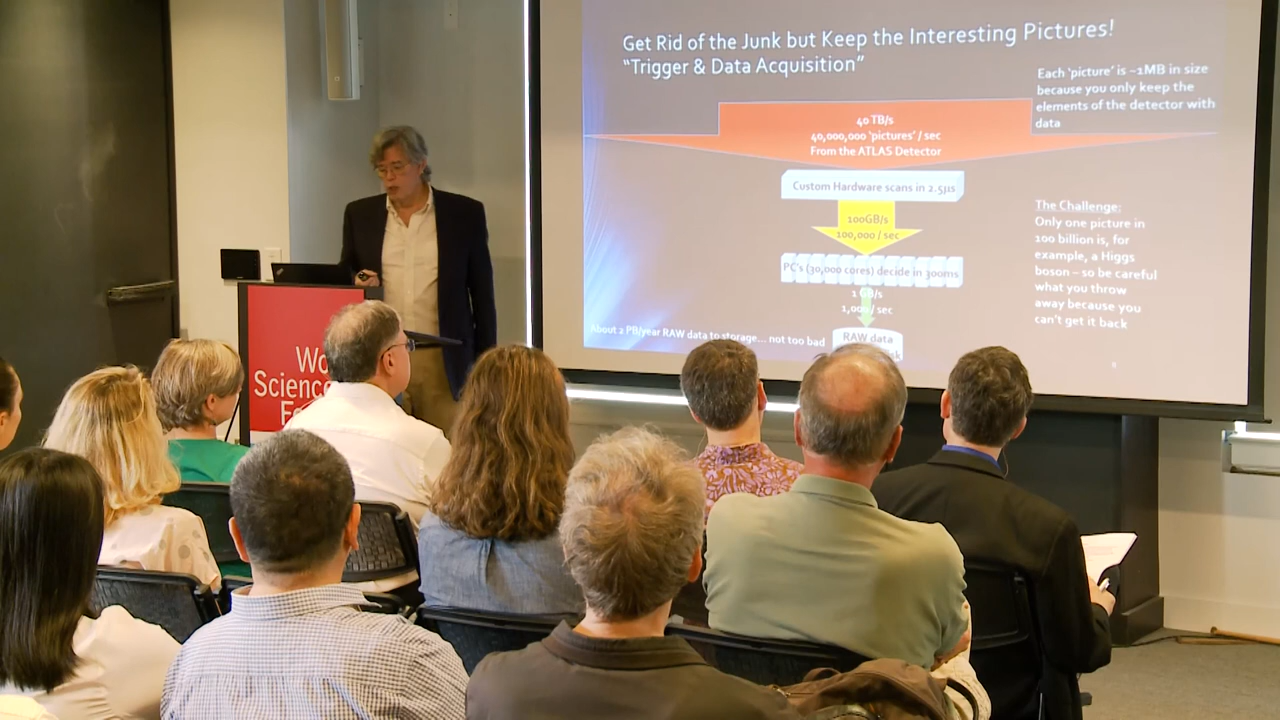 Get Rid of the Junk but Keep the Interesting Pictures!
“Trigger & Data Acquisition”
Each ‘picture’ is ~1MB in size
because you only keep the
elements of the detector with
data
40 TB/s
40,000,000 ‘pictures’ / sec
From the ATLAS Detector
Custom Hardware scans in 2.5µs
100GB/s
100,000 / sec
PC's (30,000 cores) decide in 300ms
1 GB/s
1,000 / sec
RAW data
About 2 PB/year RAW data to storage... not too bad
The Challenge:
Only one picture in
100 billion is, for
example, a Higgs
boson – so be careful
what you throw
away because you
can’t get it back
Wo
Science
Fe